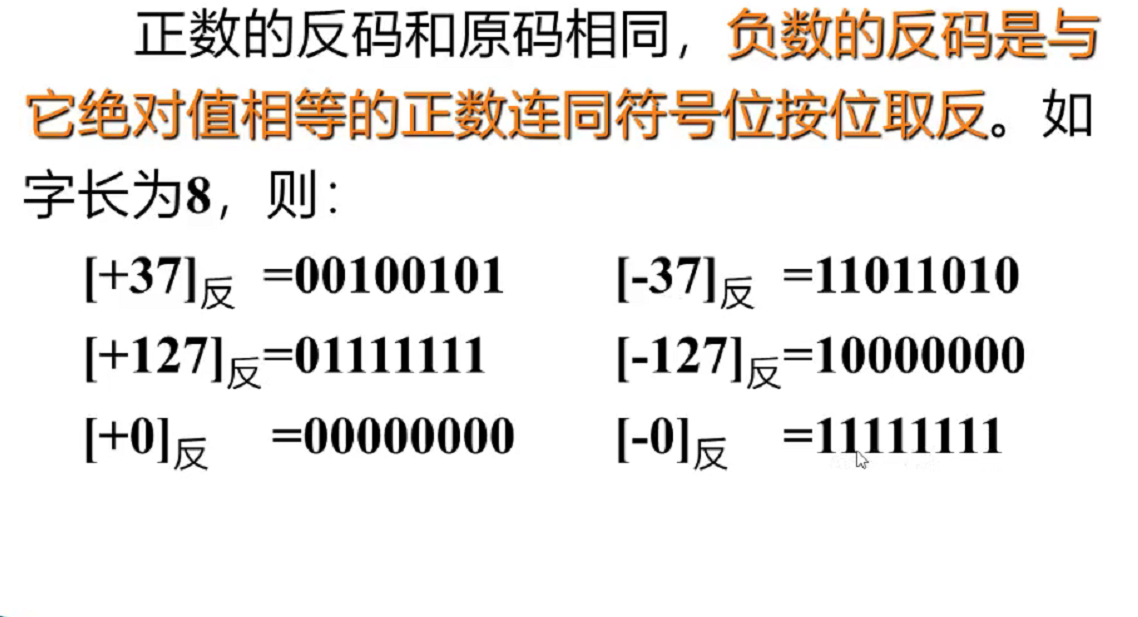 正数的反码和原码相同，负数的反码是与
它绝对值相等的正数连同符号位按位取反。如
字长为8，则：
[+37]反 =00100101 [-37]反 =11011010
[+127]反=01111111 [-127]反=10000000
[+0]反 =00000000 [-0]反 =11111111